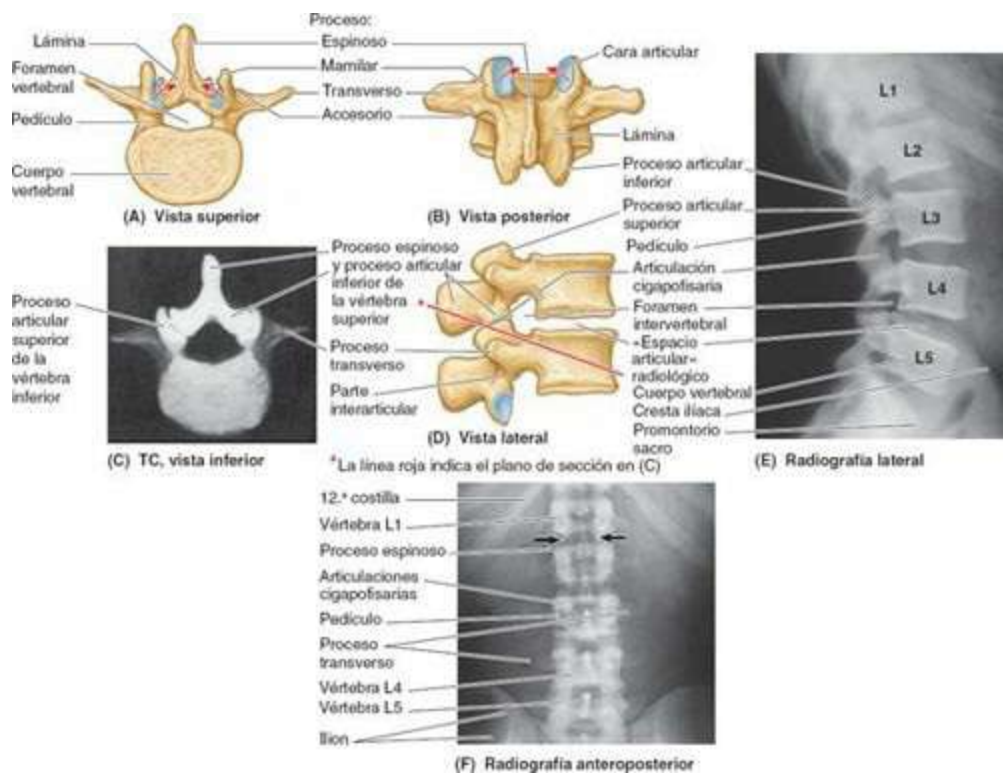 Proceso:
Lámina
Foramen
vertebral
Pedículo
Cuerpo
vertebral
Espinoso
Mamilar
Transverso
Accesorio
(A) Vista superior
Cara articular
Lámina
Proceso articular
inferior
(B) Vista posterior
Proceso articular
superior
Pedículo
Articulación
cigapofisaria
Foramen
intervertebral
«Espacio
articular»
radiológico
Cuerpo vertebral
Cresta ilíaca
Promontorio
sacro
L1
L2
L3
L4
L5
(E) Radiografía lateral
Proceso
articular
superior
de la
vértebra
inferior
(C) TC, vista inferior
Proceso espinoso
y proceso articular
inferior de
la vértebra
superior
*
Proceso
transverso
Parte
interarticular
(D) Vista lateral
*La línea roja indica el plano de sección en (C)
12.ª costilla
Vértebra L1
Proceso espinoso
Articulaciones
cigapofisarias
Pedículo
Proceso
transverso
Vértebra L4
Vértebra L5
Ilion
(F) Radiografía anteroposterior